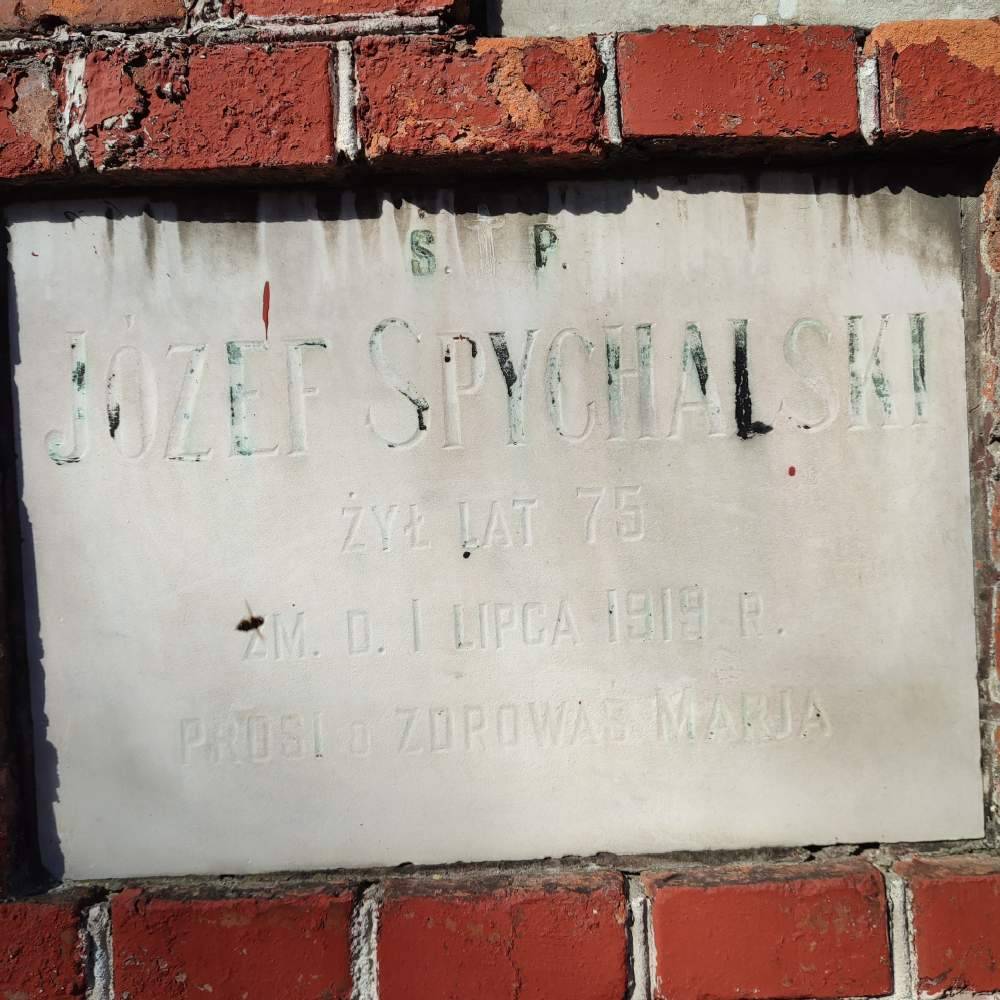 Ś. P.
JÓZEF SPYCHALSKI
ŻYŁ LAT 75
ZM. D. 1 LIPCA 1919 R.
PROSI O ZDROWAŚ MARJA